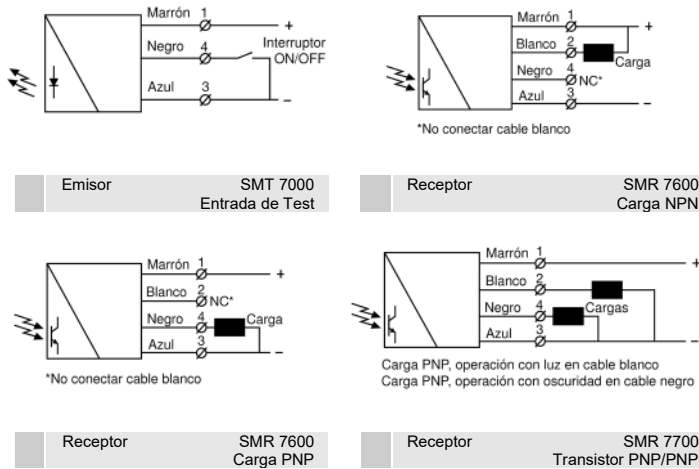 Marrón 1
+
Negro 4
Interruptor
ON/OFF
Azul 3
−
Emisor SMT 7000
Entrada de Test
Marrón 1
+
Blanco 2
Carga
Negro 4
NC*
Azul 3
−
*No conectar cable blanco
Receptor SMR 7600
Carga NPN
Marrón 1
+
Blanco 2
NC*
Negro 4
Carga
Azul 3
−
*No conectar cable blanco
Receptor SMR 7600
Carga PNP
Marrón 1
+
Blanco 2
Negro 4
Cargas
Azul 3
−
Carga PNP, operación con luz en cable blanco
Carga PNP, operación con oscuridad en cable negro
Receptor SMR 7700
Transistor PNP/PNP